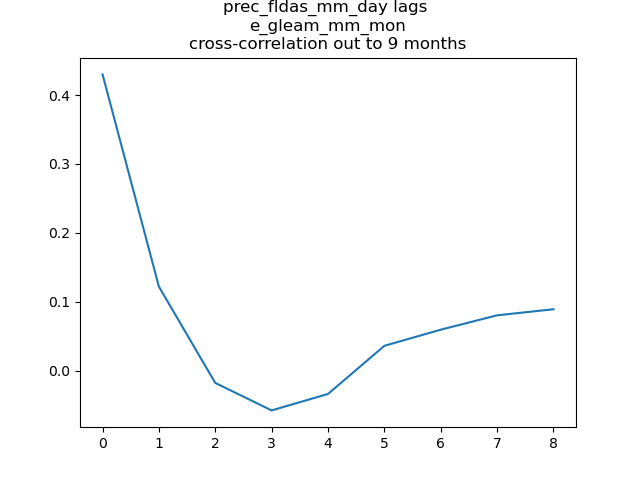 prec_fldas_mm_day lags
e_gleam_mm_mon
cross-correlation out to 9 months
0.4
0.3
0.2
0.1
0.0
0 1 2 3 4 5 6 7 8